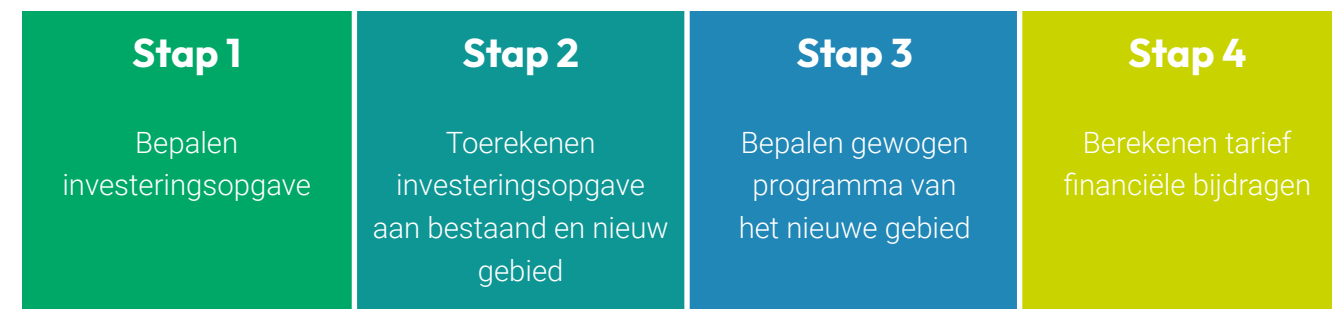 Stap 1
Bepalen
investeringsopgave
Stap 2
Toerekenen
investeringsopgave
aan bestaand en nieuw
gebied
Stap 3
Bepalen gewogen
programma van
het nieuwe gebied
Stap 4
Berekenen tarief
financiële bijdragen